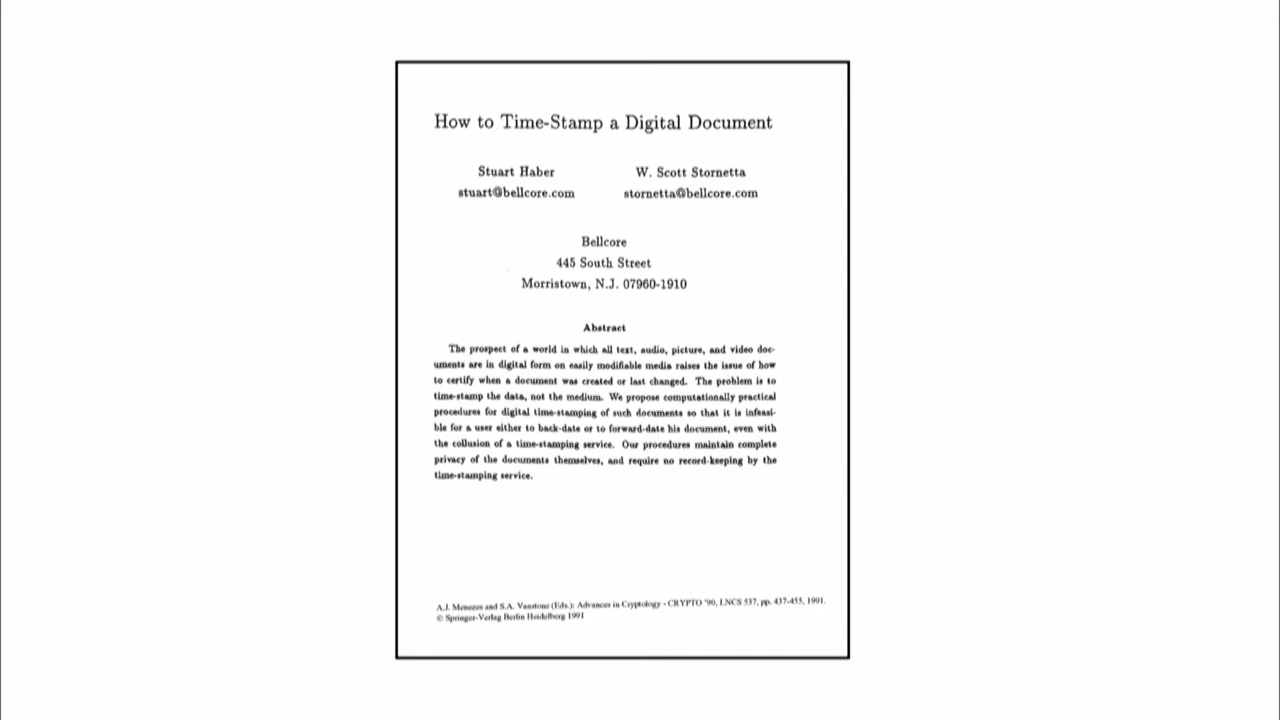 How to Time-Stamp a Digital Document
Stuart Haber W. Scott Stornetta
stuart@bellcore.com stornetta@bellcore.com
Bellcore
445 South Street
Morristown, N.J. 07960-1910
Abstract
The prospect of a world in which all text, audio, picture, and video doc-
uments are in digital form on easily modifiable media raises the issue of how
to certify when a document was created or last changed. The problem is to
time-stamp the data, not the medium. We propose computationally practical
procedures for digital time-stamping of such documents so that it is infeasi-
ble for a user either to back-date or to forward-date his document, even with
the collusion of a time-stamping service. Our procedures maintain complete
privacy of the documents themselves, and require no record-keeping by the
time-stamping service.
A.J. Menezes and S.A. Vanstone (Eds.): Advances in Cryptology - CRYPTO '90, LNCS 537, pp. 437-455, 1991.
© Springer-Verlag Berlin Heidelberg 1991